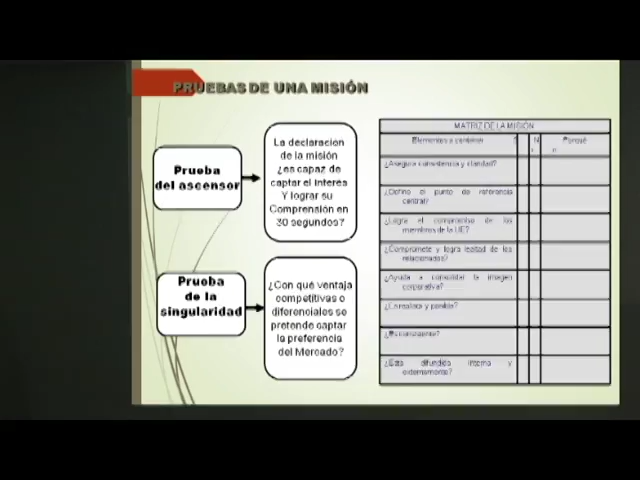 PRUEBAS DE UNA MISIÓN
Prueba
del ascensor
La declaración
de la misión
¿es capaz de
captar el interés
Y lograr su
Comprensión en
30 segundos?
Prueba
de la
singularidad
¿Con qué ventaja
competitivas o
diferenciales se
pretende captar
la preferencia
del Mercado?
MATRIZ DE LA MISIÓN
Elementos a
Porqué
¿Asegura consistencia y claridad?
¿Define el punto de referencia
central?
¿Logra el compromiso de los
miembros de la UE?
¿Compromete y logra lealtad de los
relacionados?
¿Ayuda a consolidar la imagen
corporativa?
¿Es realista y posible?
¿Es
¿Está difundida interna y
externamente?